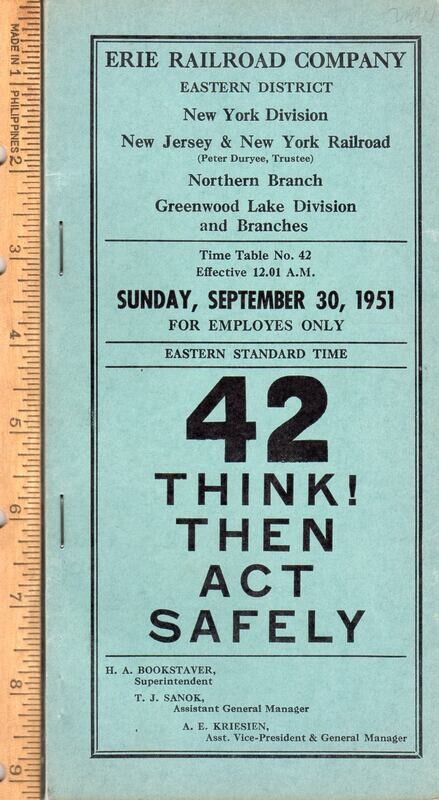 ERIE RAILROAD COMPANY
EASTERN DISTRICT
New York Division
New Jersey & New York Railroad
(Peter Duryee, Trustee)
Northern Branch
Greenwood Lake Division
and Branches
Time Table No. 42
Effective 12.01 A.M.
SUNDAY, SEPTEMBER 30, 1951
FOR EMPLOYES ONLY
EASTERN STANDARD TIME
42
THINK!
THEN
ACT
SAFELY
H. A. BOOKSTAVER,
Superintendent
T. J. SANOK,
Assistant General Manager
A. E. KRIESIEN,
Asst. Vice-President & General Manager
MADE IN
PHILIPPINES
1
2
3
4
5
6
7
8
9